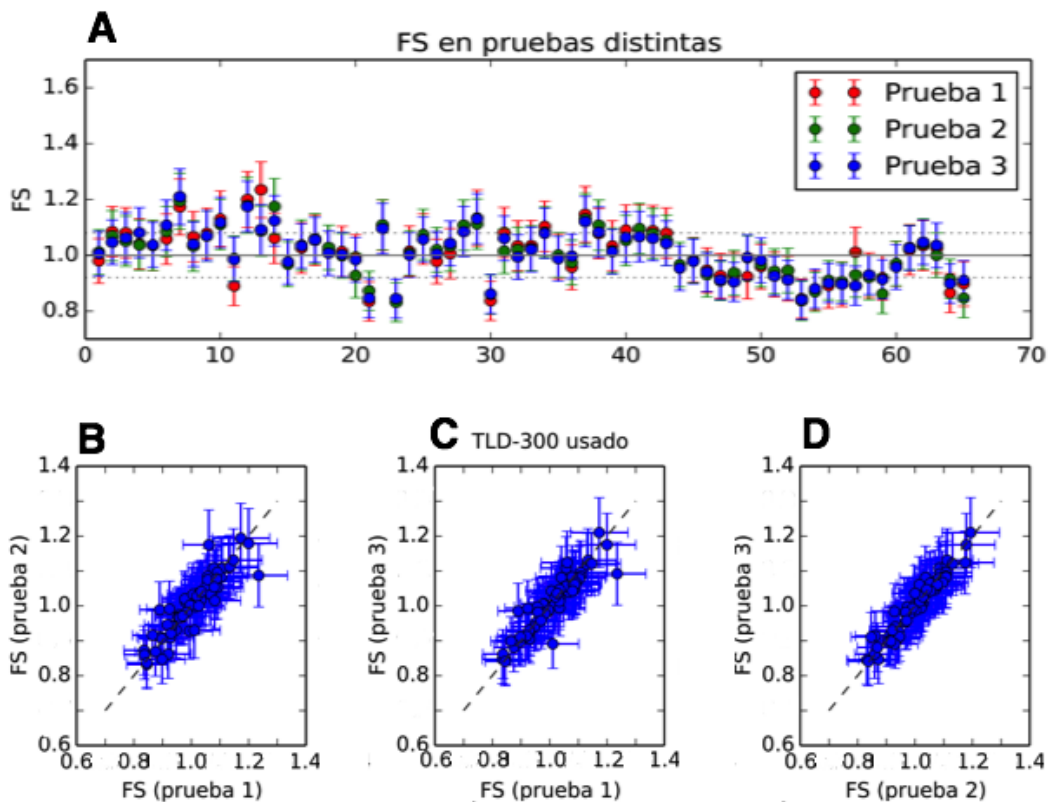 A
FS en pruebas distintas
1.6
1.4
1.2
1.0
0.8
FS
Prueba 1
Prueba 2
Prueba 3
0 10 20 30 40 50 60 70
B
C TLD-300 usado
D
1.4
1.2
1.0
0.8
0.6
FS (prueba 2)
0.6 0.8 1.0 1.2 1.4
FS (prueba 1)
1.4
1.2
1.0
0.8
0.6
FS (prueba 3)
0.6 0.8 1.0 1.2 1.4
FS (prueba 1)
1.4
1.2
1.0
0.8
0.6
FS (prueba 3)
0.6 0.8 1.0 1.2 1.4
FS (prueba 2)